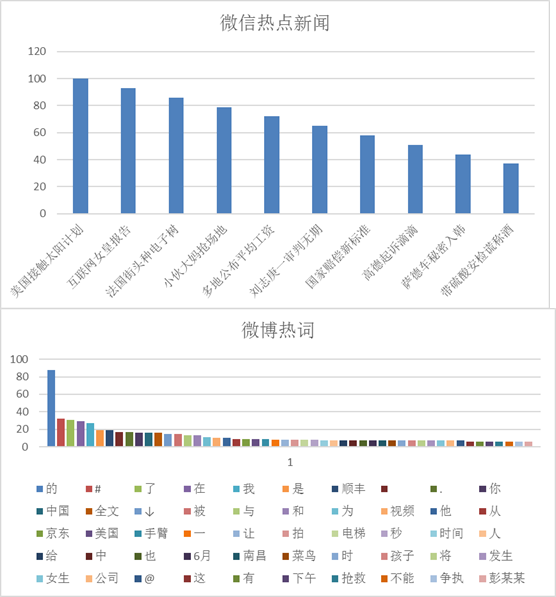 微信热点新闻
120
100
80
60
40
20
0
美国接触太阳计划
互联网女皇报告
法国街头种电子树
小伙大妈抢场地
多地公布平均工资
刘志庚一审判无期
国家赔偿新标准
高德起诉滴滴
萨德车秘密入韩
带硫酸安检谎称酒
微博热词
100
80
60
40
20
0
1
的 # 了 在 我 是 顺丰 . 你
中国 全文 ↓ 被 与 和 为 视频 他 从
京东 美国 手臂 一 让 拍 电梯 秒 时间 人
给 中 也 6月 南昌 菜鸟 时 孩子 将 发生
女生 公司 @ 这 有 下午 抢救 不能 争执 彭某某